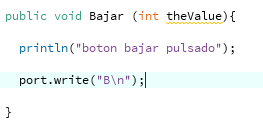 public void Bajar (int theValue){
println("boton bajar pulsado");
port.write("B\n");
}